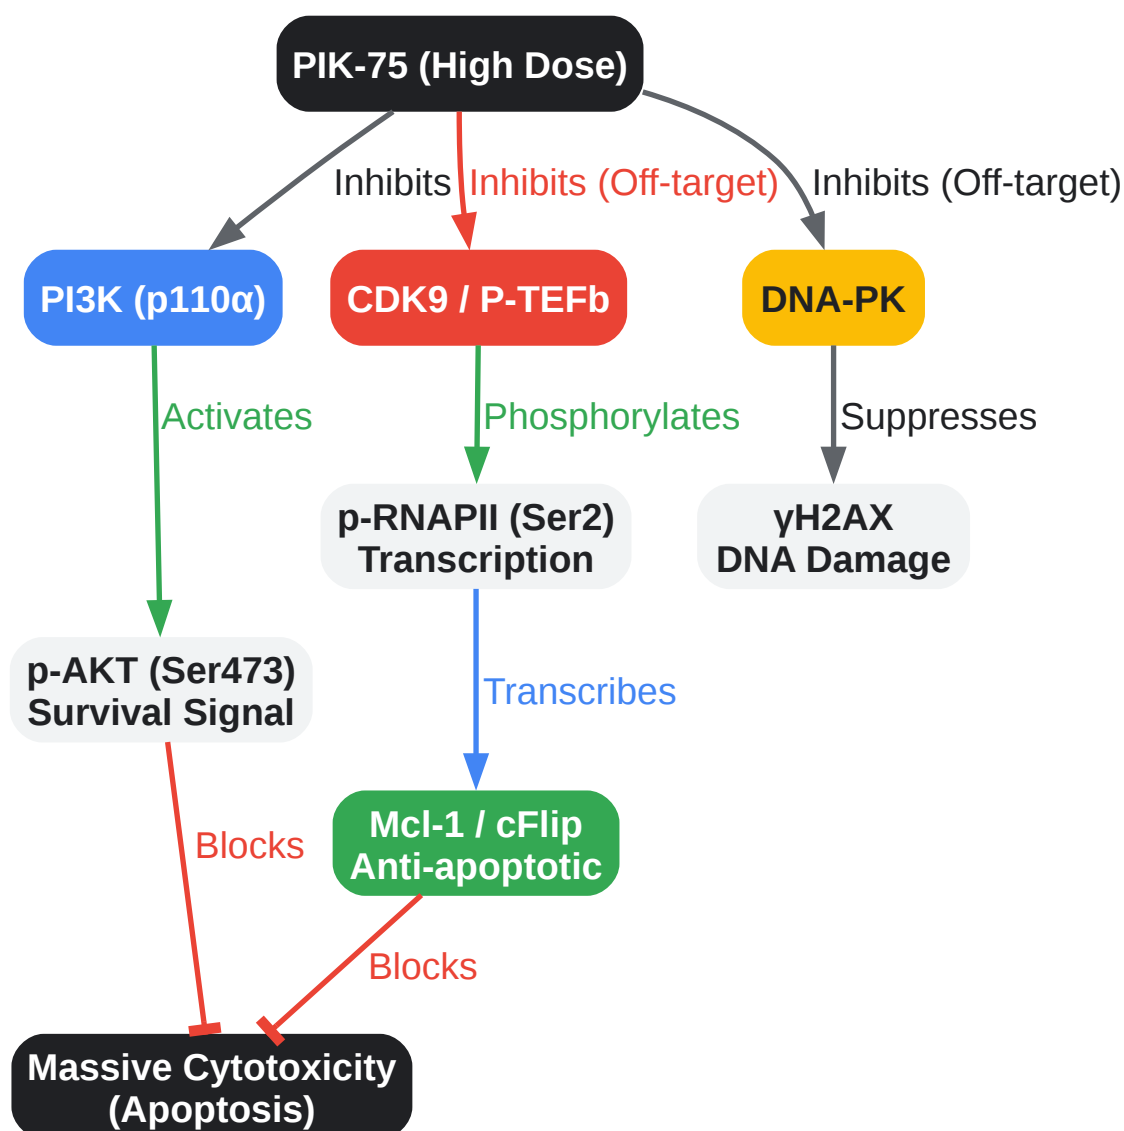 PIK-75 (High Dose)
Inhibits
Inhibits (Off-target)
Inhibits (Off-target)
PI3K (p110α)
CDK9 / P-TEFb
DNA-PK
Activates
Phosphorylates
Suppresses
p-RNAPII (Ser2)
Transcription
γH2AX
DNA Damage
p-AKT (Ser473)
Survival Signal
Transcribes
Blocks
Mcl-1 / cFlip
Anti-apoptotic
Blocks
Massive Cytotoxicity
(Apoptosis)